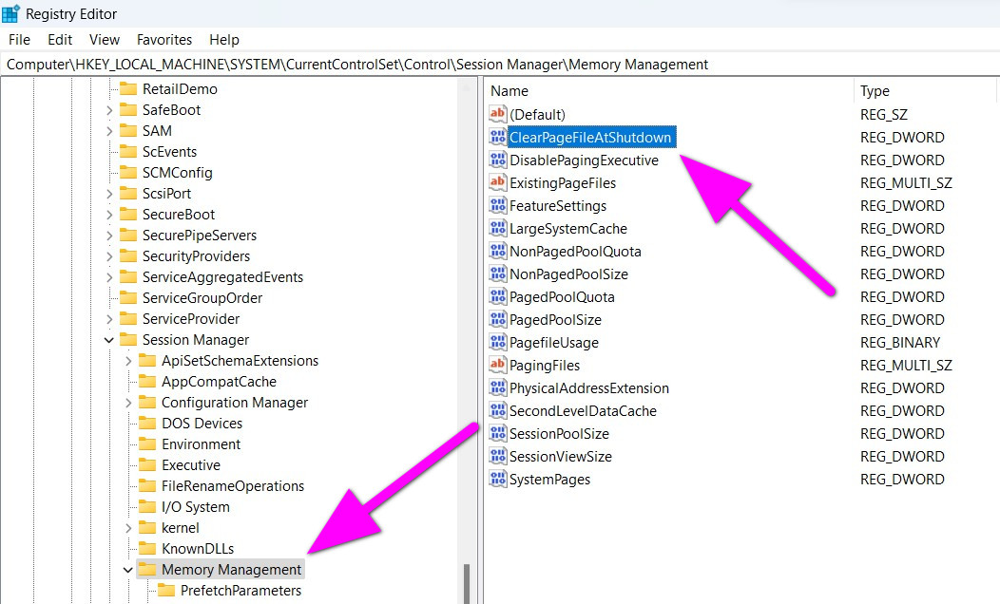 Registry Editor
File Edit View Favorites Help
Computer\HKEY_LOCAL_MACHINE\SYSTEM\CurrentControlSet\Control\Session Manager\Memory Management
RetailDemo
SafeBoot
SAM
ScEvents
SCMConfig
ScsiPort
SecureBoot
SecurePipeServers
SecurityProviders
ServiceAggregatedEvents
ServiceGroupOrder
ServiceProvider
Session Manager
ApiSetSchemaExtensions
AppCompatCache
Configuration Manager
DOS Devices
Environment
Executive
FileRenameOperations
I/O System
kernel
KnownDLLs
Memory Management
PrefetchParameters
Name Type
(Default) REG_SZ
ClearPageFileAtShutdown REG_DWORD
DisablePagingExecutive REG_DWORD
ExistingPageFiles REG_MULTI_SZ
FeatureSettings REG_DWORD
LargeSystemCache REG_DWORD
NonPagedPoolQuota REG_DWORD
NonPagedPoolSize REG_DWORD
PagedPoolQuota REG_DWORD
PagedPoolSize REG_DWORD
PagefileUsage REG_BINARY
PagingFiles REG_MULTI_SZ
PhysicalAddressExtension REG_DWORD
SecondLevelDataCache REG_DWORD
SessionPoolSize REG_DWORD
SessionViewSize REG_DWORD
SystemPages REG_DWORD